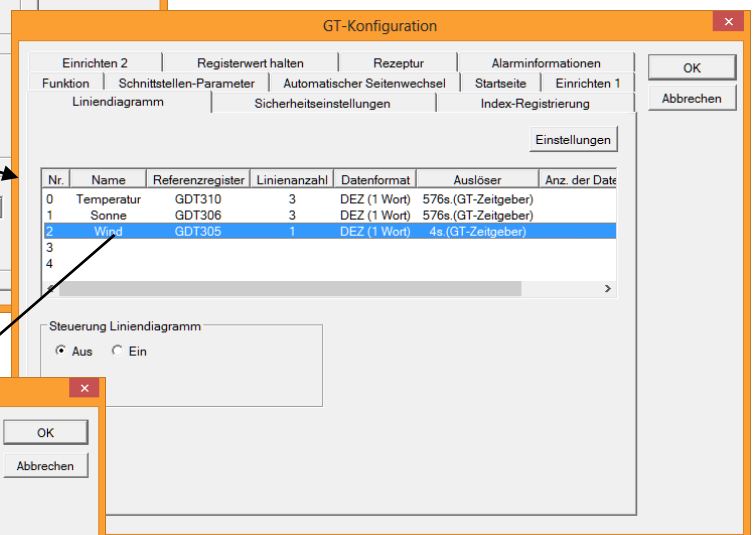 GT-Konfiguration
Einrichten 2 Registerwert halten Rezeptur Alarminformationen
Funktion Schnittstellen-Parameter Automatischer Seitenwechsel Startseite Einrichten 1
Liniendiagramm Sicherheitseinstellungen Index-Registrierung
OK
Abbrechen
Einstellungen
Nr. Name Referenzregister Linienanzahl Datenformat Auslöser Anz. der Date
0 Temperatur GDT310 3 DEZ (1 Wort) 576s.(GT-Zeitgeber)
1 Sonne GDT306 3 DEZ (1 Wort) 576s.(GT-Zeitgeber)
2 Wind GDT305 1 DEZ (1 Wort) 4s.(GT-Zeitgeber)
3
4
Steuerung Liniendiagramm
Aus Ein
OK
Abbrechen